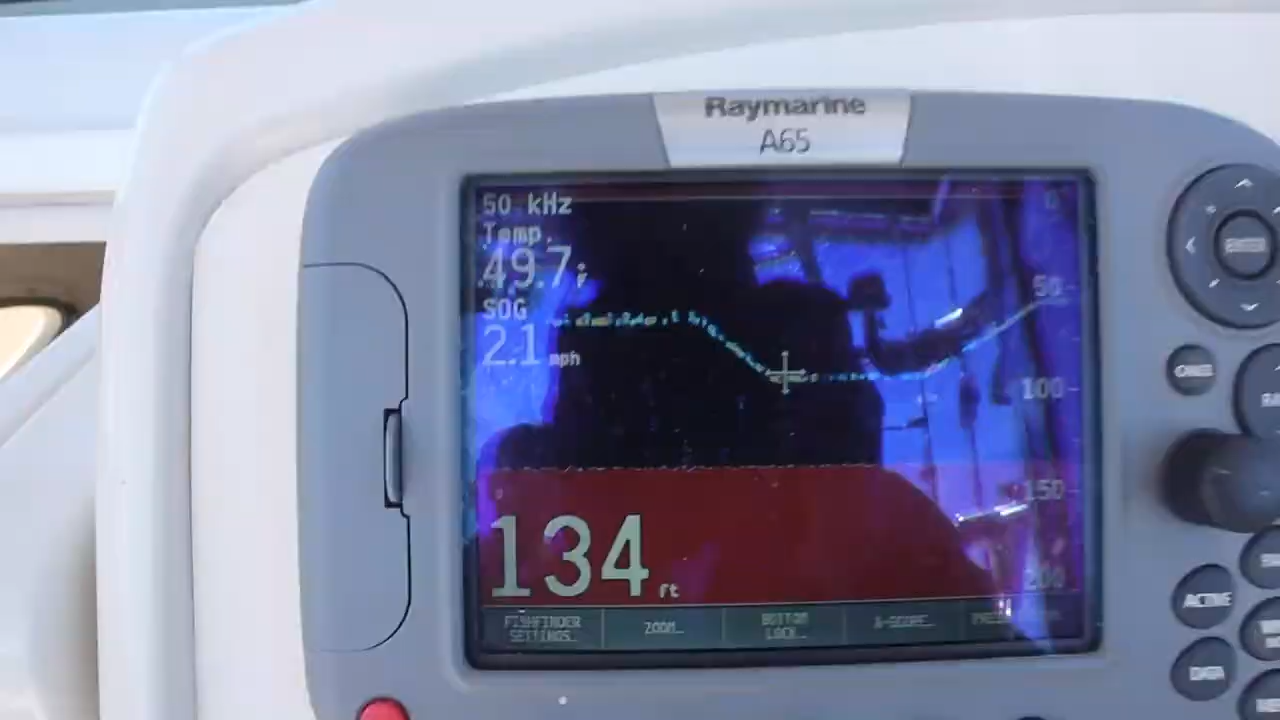 Raymarine
A65
50 kHz
Temp.
49.7°F
SOG
2.1 mph
0
50
100
150
200
134 ft
FISHFINDER
SETTINGS...
ZOOM...
BOTTOM
LOCK...
A-SCOPE...
ENTER
ACTIVE
DATA